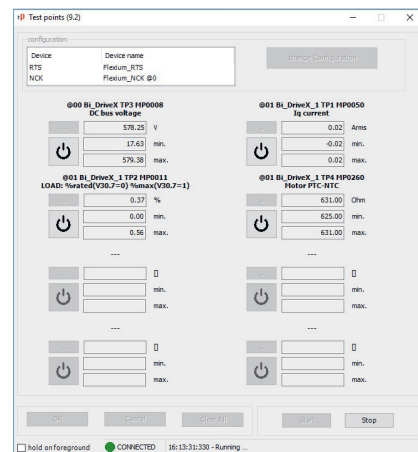 Test points (9.2)
configuration
Device Device name
RTS Flexium_RTS
NCK Flexium_NCK @0
change Configuration
@00 Bi_DriveX TP3 MP0008
DC bus voltage
... 578.25 V
17.63 min.
579.38 max.
@01 Bi_DriveX_1 TP1 MP0050
Iq current
... 0.02 Arms
-0.02 min.
0.02 max.
@01 Bi_DriveX_1 TP2 MP0011
LOAD: %rated(V30.7=0) %max(V30.7=1)
... 0.37 %
0.00 min.
0.56 max.
@01 Bi_DriveX_1 TP4 MP0260
Motor PTC-NTC
... 631.00 Ohm
625.00 min.
631.00 max.
---
... []
min.
max.
---
... []
min.
max.
---
... []
min.
max.
---
... []
min.
max.
OK Cancel Clear All Start Stop
hold on foreground CONNECTED 16:13:31:330 - Running ...